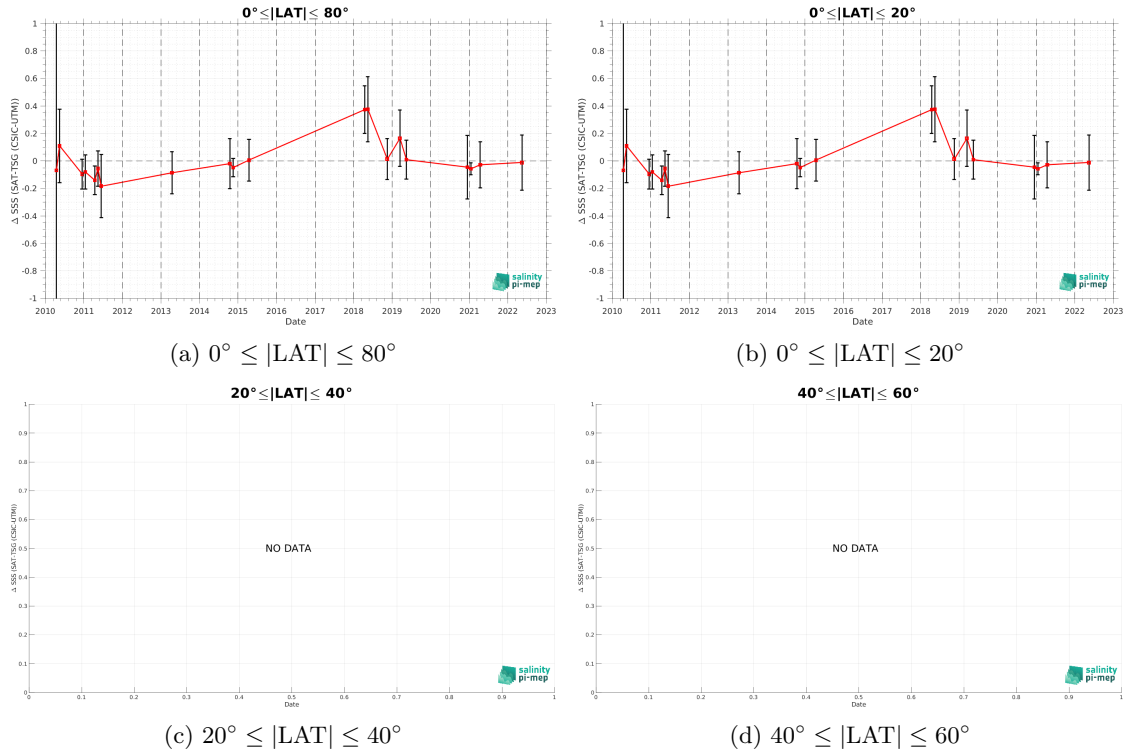 0°≤|LAT|≤ 80°
1
0.8
0.6
0.4
0.2
0
-0.2
-0.4
-0.6
-0.8
-1
Δ SSS (SAT-TSG (CSIC-UTM))
2010 2011 2012 2013 2014 2015 2016 2017 2018 2019 2020 2021 2022 2023
Date
salinity
pi-mep
(a) 0° ≤ |LAT| ≤ 80°
0°≤|LAT|≤ 20°
1
0.8
0.6
0.4
0.2
0
-0.2
-0.4
-0.6
-0.8
-1
Δ SSS (SAT-TSG (CSIC-UTM))
2010 2011 2012 2013 2014 2015 2016 2017 2018 2019 2020 2021 2022 2023
Date
salinity
pi-mep
(b) 0° ≤ |LAT| ≤ 20°
20°≤|LAT|≤ 40°
1
0.9
0.8
0.7
0.6
0.5
0.4
0.3
0.2
0.1
0
Δ SSS (SAT-TSG (CSIC-UTM))
NO DATA
0 0.1 0.2 0.3 0.4 0.5 0.6 0.7 0.8 0.9 1
Date
salinity
pi-mep
(c) 20° ≤ |LAT| ≤ 40°
40°≤|LAT|≤ 60°
1
0.9
0.8
0.7
0.6
0.5
0.4
0.3
0.2
0.1
0
Δ SSS (SAT-TSG (CSIC-UTM))
NO DATA
0 0.1 0.2 0.3 0.4 0.5 0.6 0.7 0.8 0.9 1
Date
salinity
pi-mep
(d) 40° ≤ |LAT| ≤ 60°